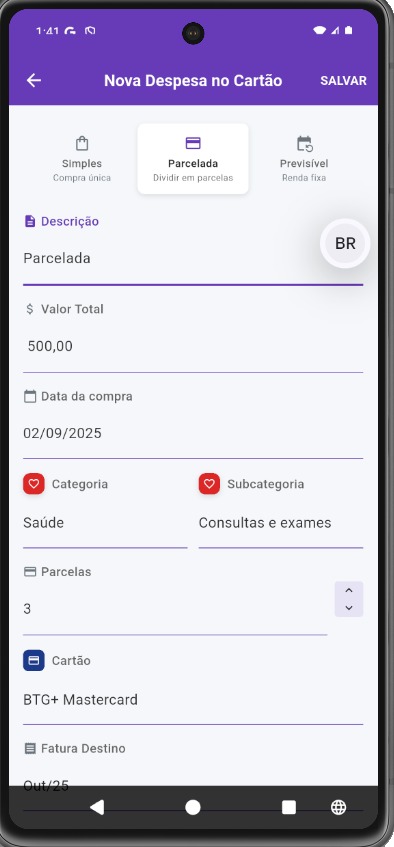 1:41
Nova Despesa no Cartão SALVAR
Simples
Compra única
Parcelada
Dividir em parcelas
Previsível
Renda fixa
Descrição
BR
Parcelada
$ Valor Total
500,00
Data da compra
02/09/2025
Categoria
Subcategoria
Saúde
Consultas e exames
Parcelas
3
Cartão
BTG+ Mastercard
Fatura Destino
Out/25